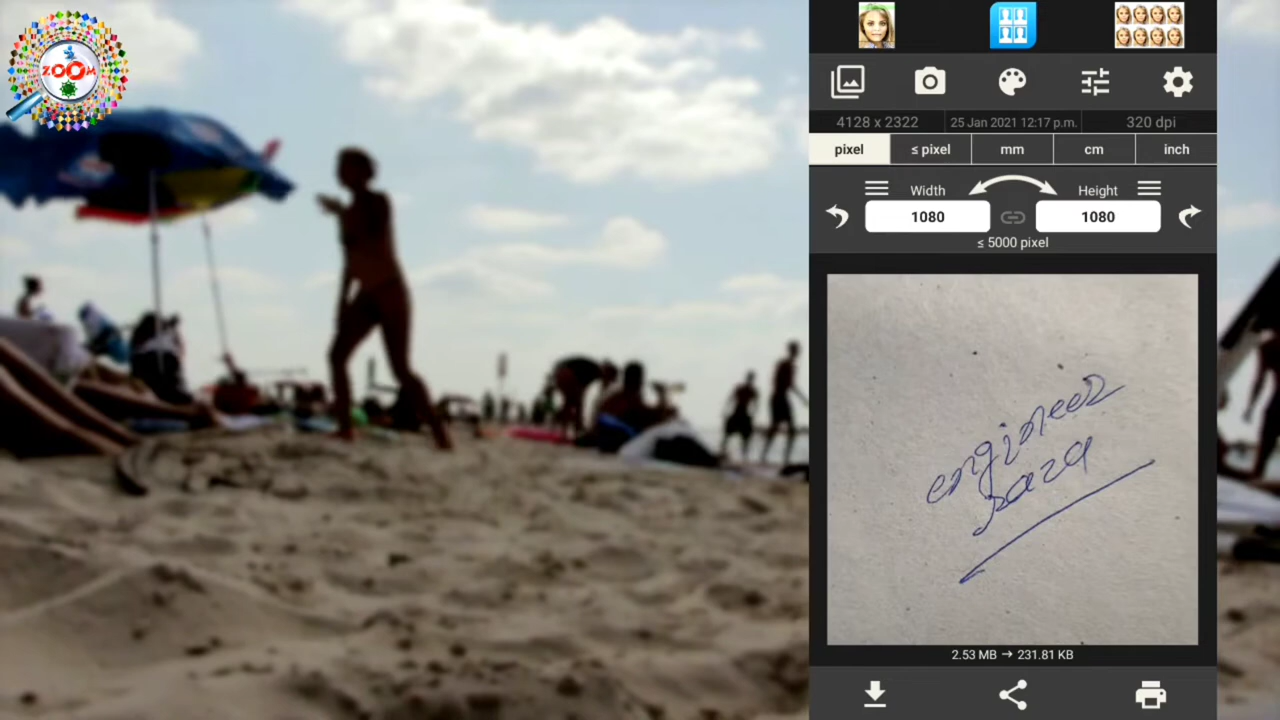 ZOOM
4128 x 2322
25 Jan 2021 12:17 p.m.
320 dpi
pixel
≤ pixel
mm
cm
inch
Width
Height
1080
1080
≤ 5000 pixel
engineer
raza
2.53 MB → 231.81 KB